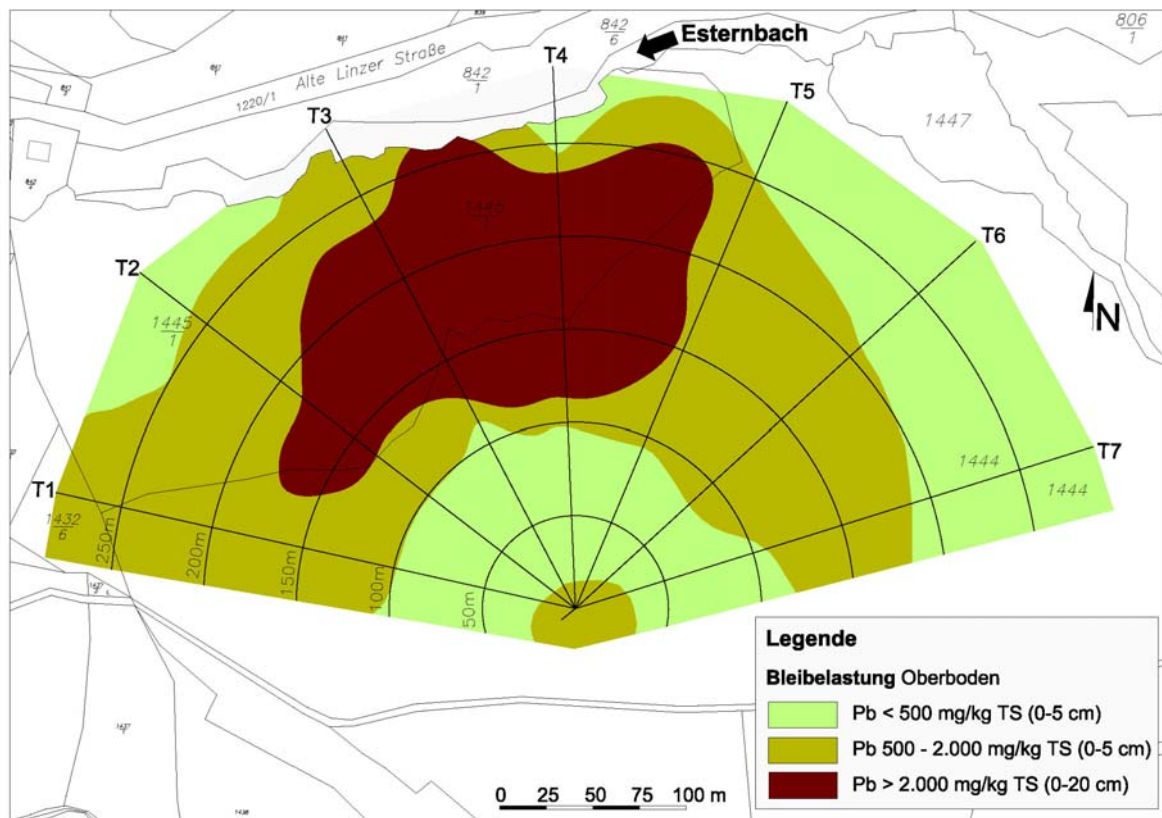 839
842
6
806
1
Esternbach
T4
Alte Linzer Straße
842
1
1220/1
T3
T5
1447
1446
T6
T2
N
1445
1
T7
1444
1444
T1
1432
6
250m
200m
150m
100m
50m
Legende
Bleibelastung Oberboden
Pb < 500 mg/kg TS (0-5 cm)
Pb 500 - 2.000 mg/kg TS (0-5 cm)
Pb > 2.000 mg/kg TS (0-20 cm)
0 25 50 75 100 m
1438